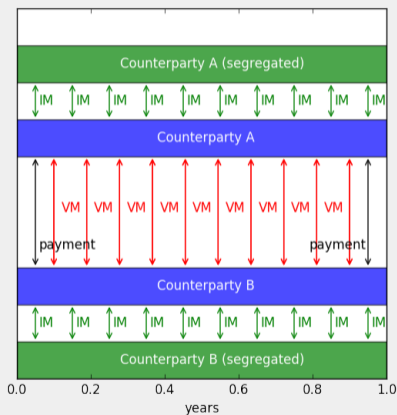 Counterparty A (segregated)
IM IM IM IM IM IM IM IM IM IM
Counterparty A
VM VM VM VM VM VM VM VM VM
payment payment
Counterparty B
IM IM IM IM IM IM IM IM IM IM
Counterparty B (segregated)
0.0 0.2 0.4 0.6 0.8 1.0
years